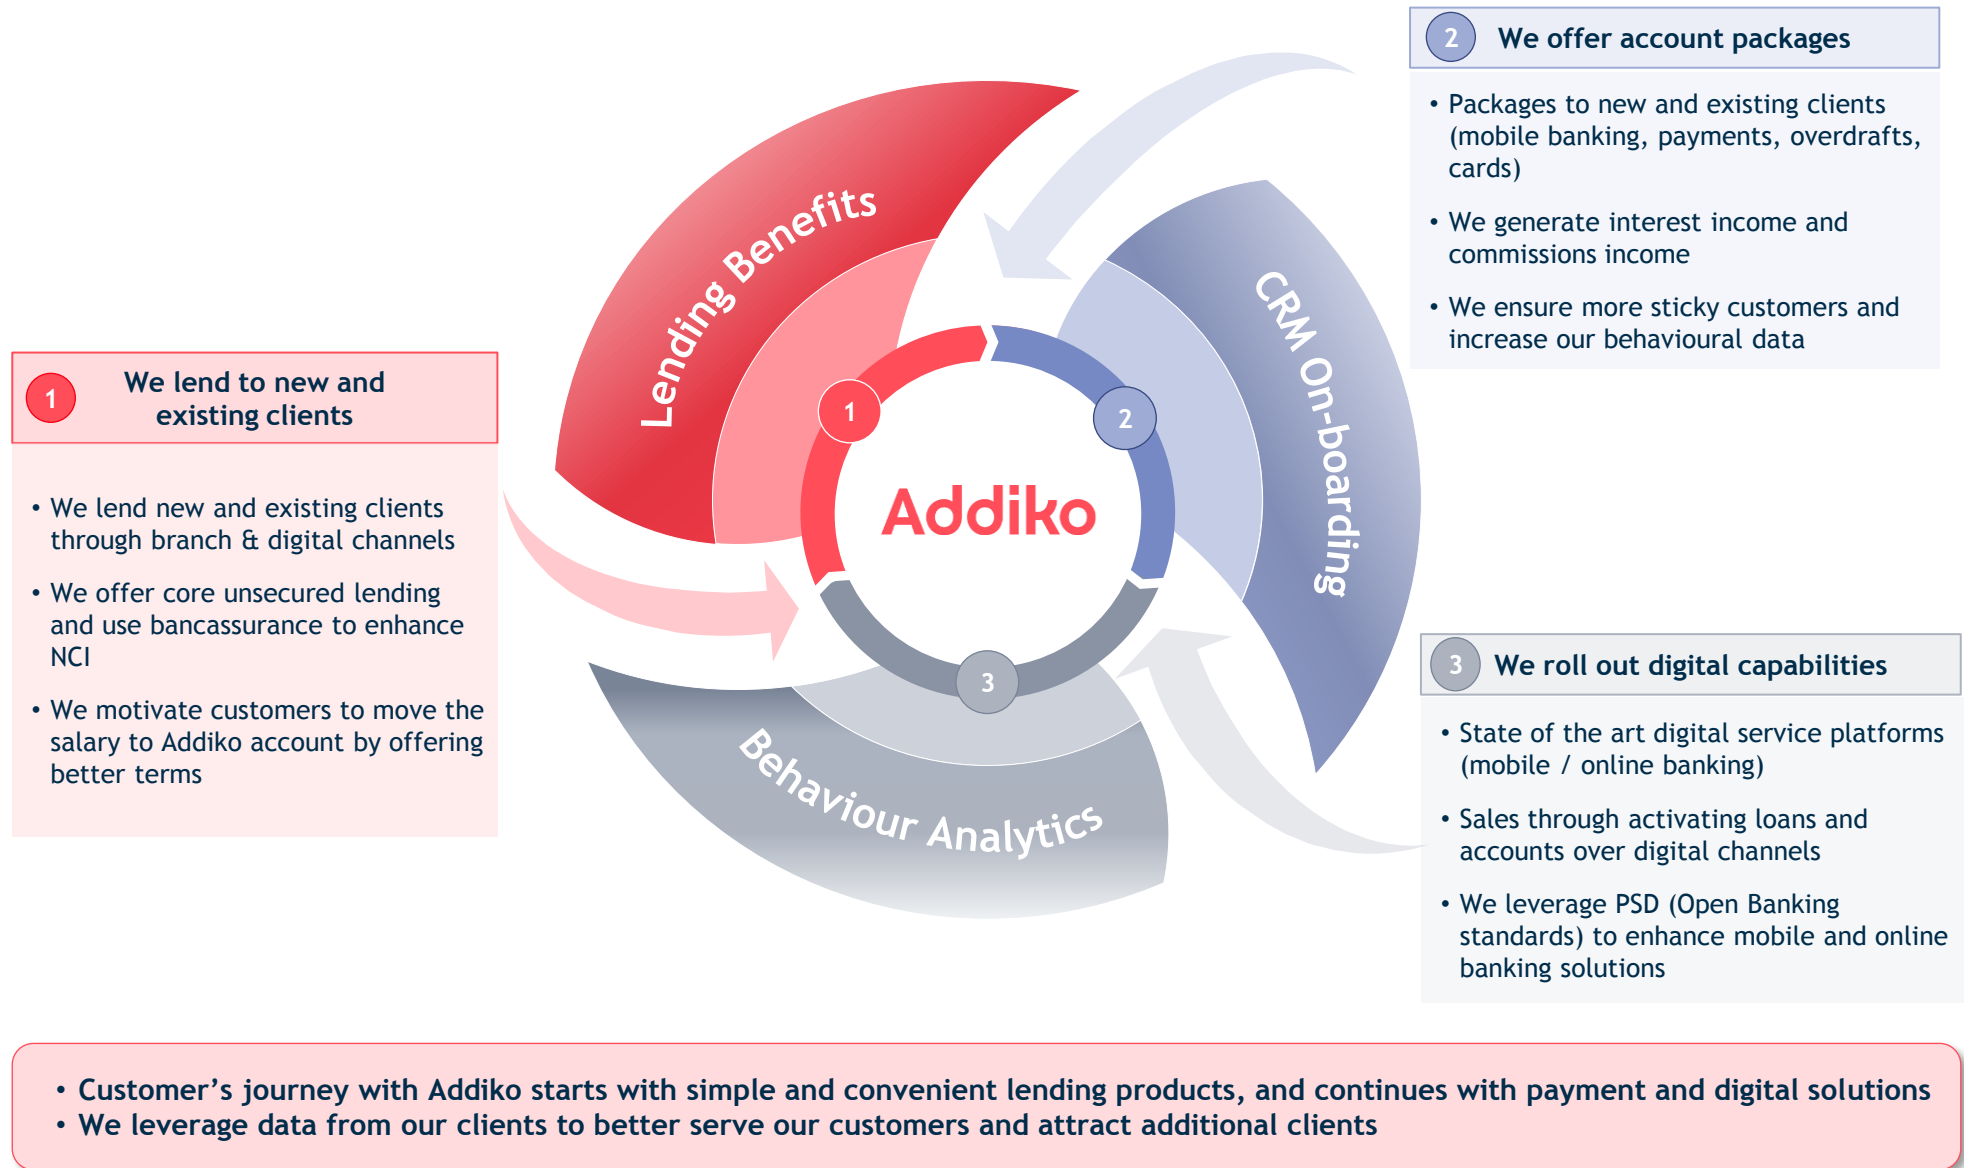 2
We offer account packages
• Packages to new and existing clients
(mobile banking, payments, overdrafts,
cards)
• We generate interest income and
commissions income
• We ensure more sticky customers and
increase our behavioural data
Lending Benefits
CRM On-boarding
Behaviour Analytics
1
2
3
Addiko
1
We lend to new and
existing clients
• We lend new and existing clients
through branch & digital channels
• We offer core unsecured lending
and use bancassurance to enhance
NCI
• We motivate customers to move the
salary to Addiko account by offering
better terms
3
We roll out digital capabilities
• State of the art digital service platforms
(mobile / online banking)
• Sales through activating loans and
accounts over digital channels
• We leverage PSD (Open Banking
standards) to enhance mobile and online
banking solutions
• Customer’s journey with Addiko starts with simple and convenient lending products, and continues with payment and digital solutions
• We leverage data from our clients to better serve our customers and attract additional clients